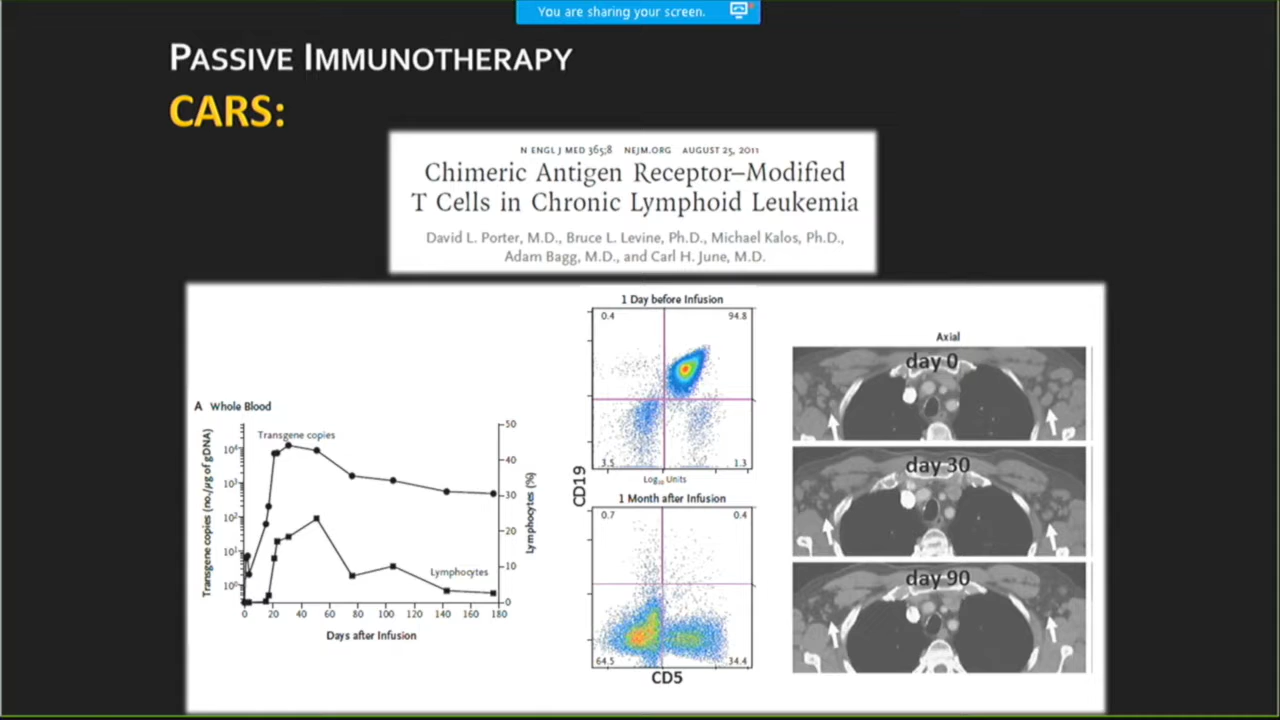 You are sharing your screen.
PASSIVE IMMUNOTHERAPY
CARS:
N ENGL J MED 365;8 NEJM.ORG AUGUST 25, 2011
Chimeric Antigen Receptor–Modified
T Cells in Chronic Lymphoid Leukemia
David L. Porter, M.D., Bruce L. Levine, Ph.D., Michael Kalos, Ph.D.,
Adam Bagg, M.D., and Carl H. June, M.D.
A Whole Blood
Transgene copies (no./µg of gDNA)
10⁴
10³
10²
10¹
10⁰
Transgene copies
Lymphocytes
50
40
30
20
10
0
Lymphocytes (%)
0 20 40 60 80 100 120 140 160 180
Days after Infusion
1 Day before Infusion
0.4 94.8
3.5 1.3
Log₁₀ Units
CD19
1 Month after Infusion
0.7 0.4
64.5 34.4
CD5
Axial
day 0
day 30
day 90